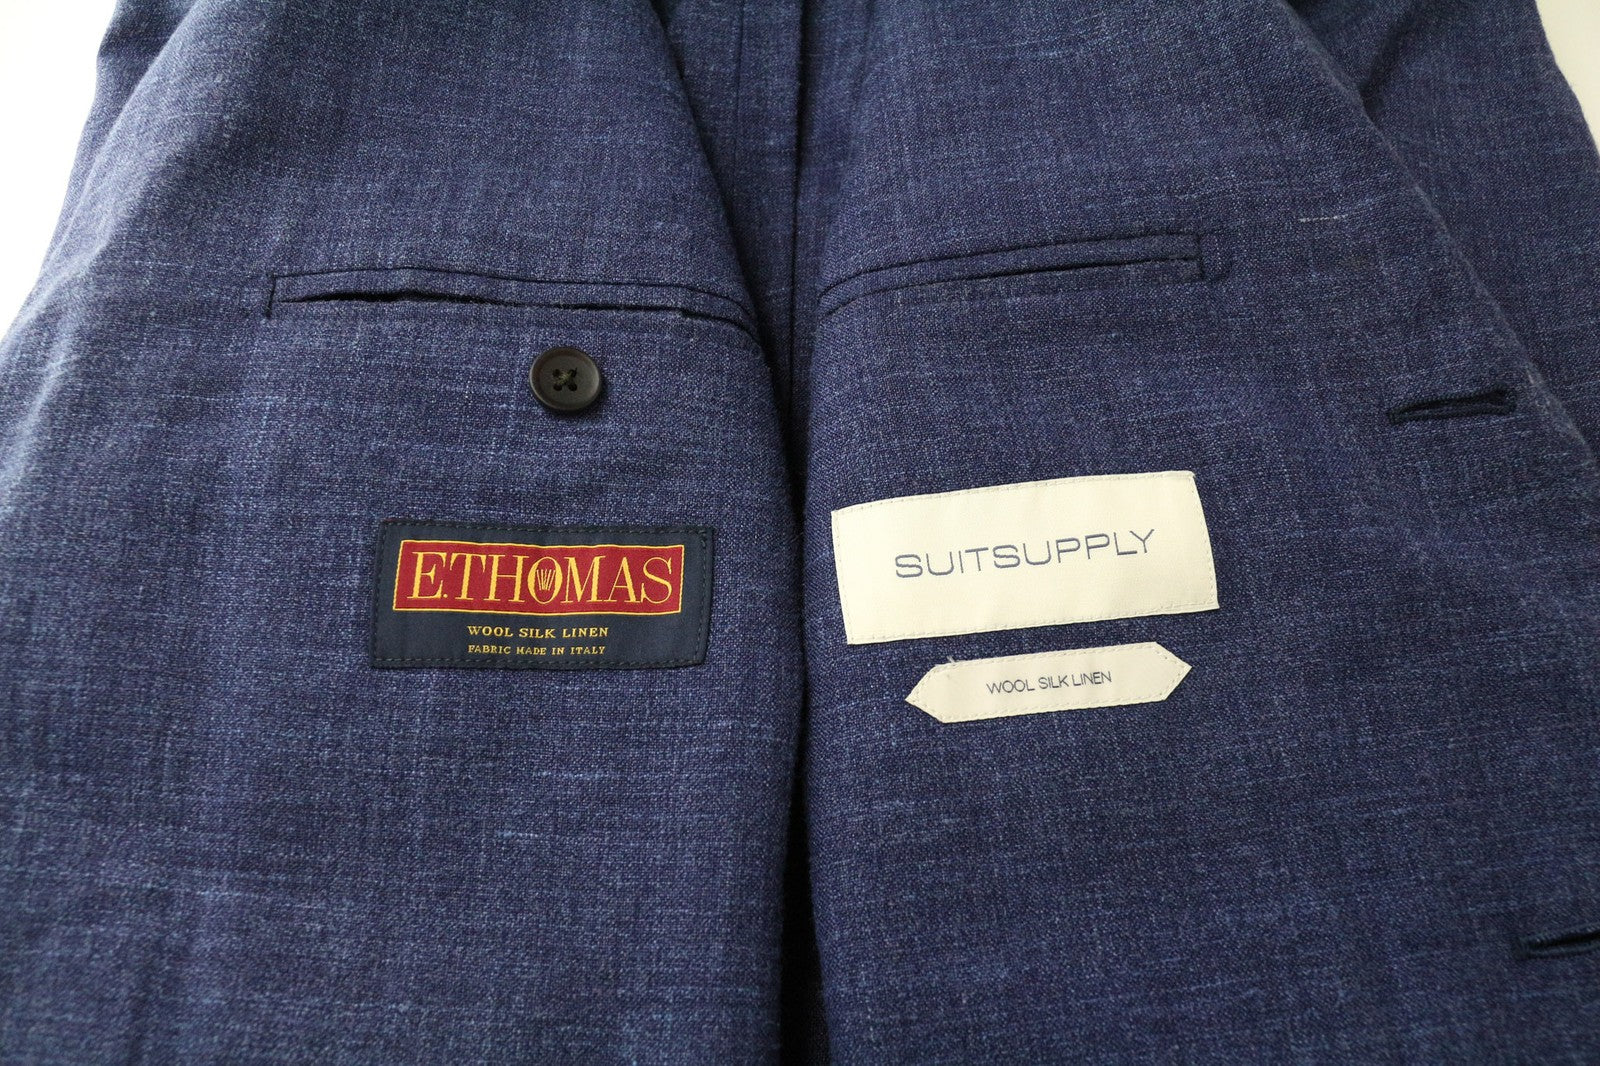 E.THOMAS
WOOL SILK LINEN
FABRIC MADE IN ITALY
SUITSUPPLY
WOOL SILK LINEN